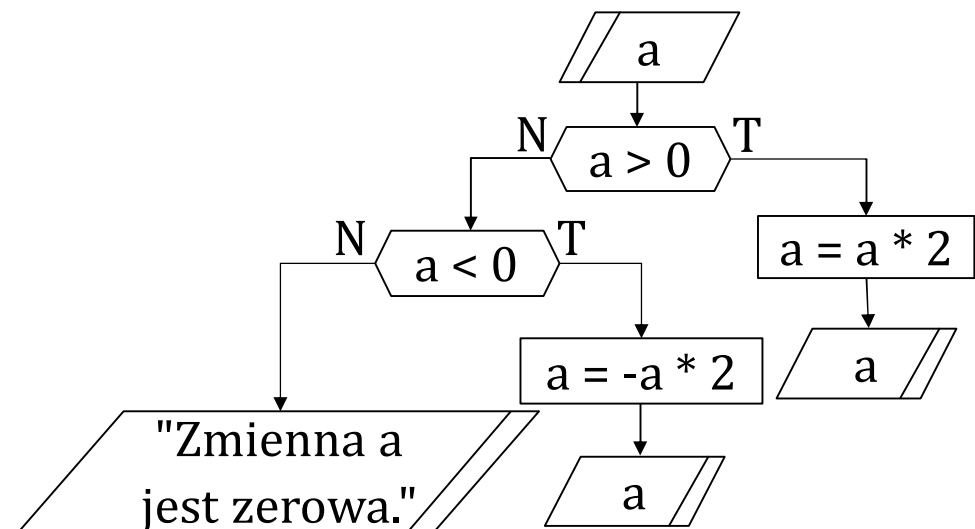 a
N
a > 0
T
N
a < 0
T
a = a * 2
a = -a * 2
a
"Zmienna a
jest zerowa."
a